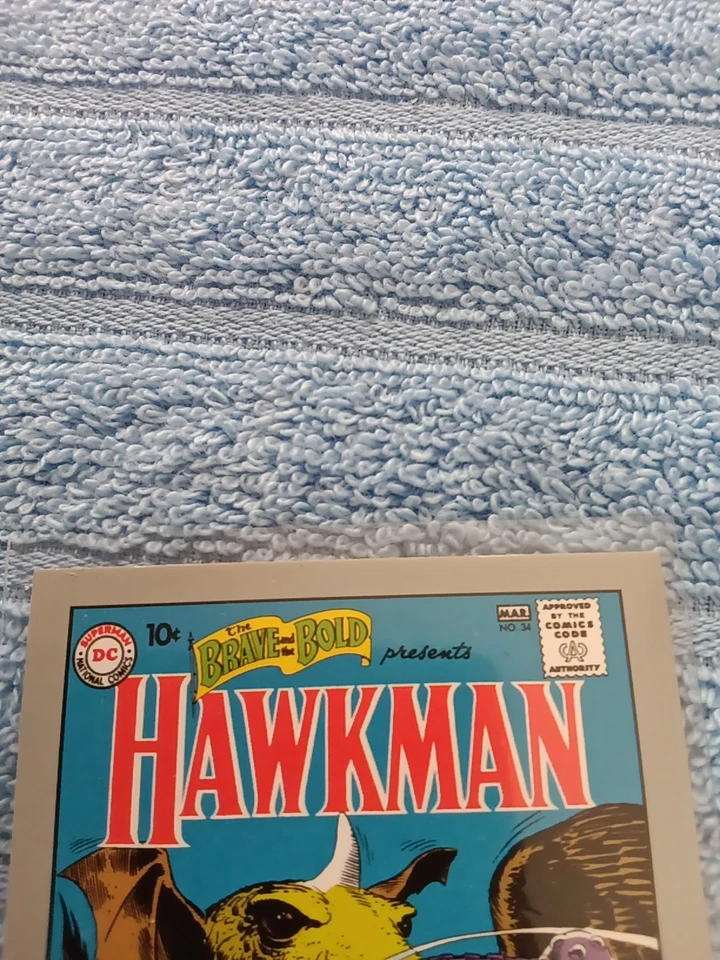 SUPERMAN
DC
NATIONAL COMICS
10¢
The
BRAVE and the BOLD
presents
MAR.
NO. 34
APPROVED
BY THE
COMICS
CODE
CA
AUTHORITY
HAWKMAN